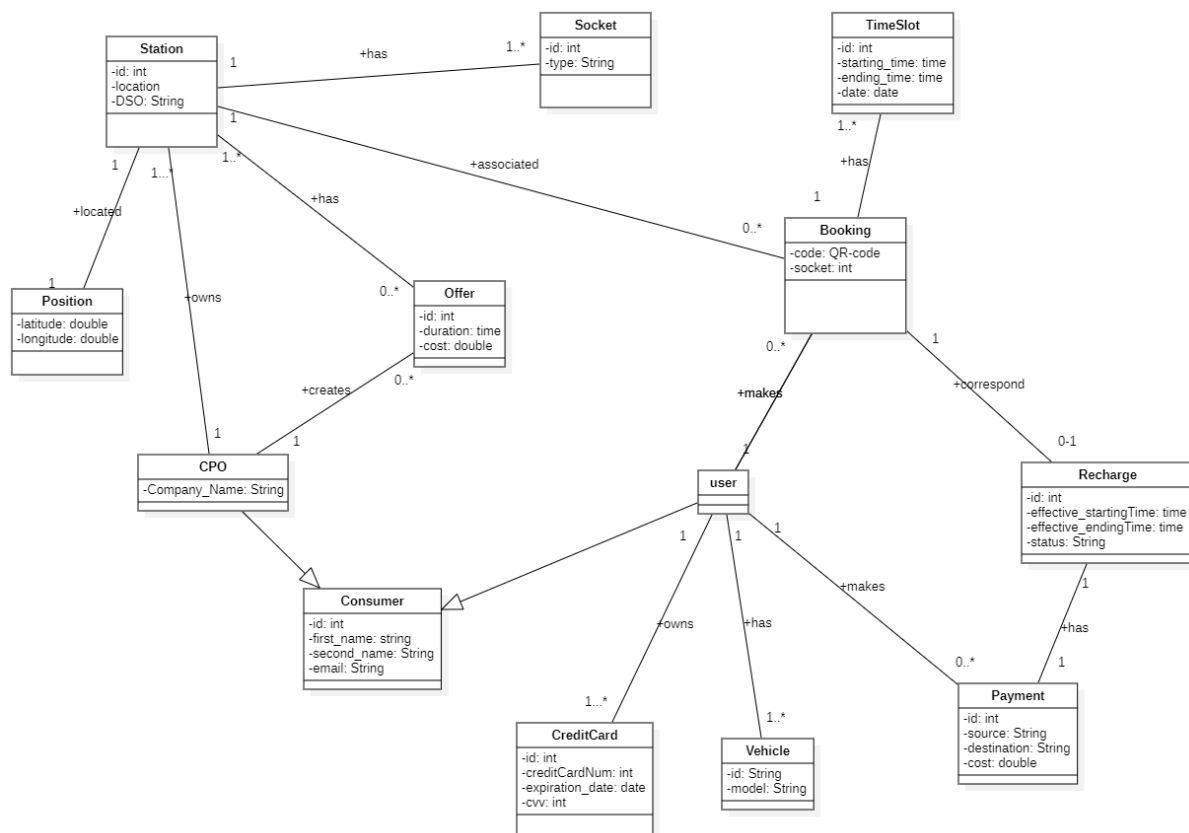 Socket
-id: int
-type: String
TimeSlot
-id: int
-starting_time: time
-ending_time: time
-date: date
Station
-id: int
-location
-DSO: String
1
+has
1..*
1
+associated
0..*
1..*
+has
1
1
+located
1
1...*
+owns
1
1..*
+has
0..*
Booking
-code: QR-code
-socket: int
Position
-latitude: double
-longitude: double
Offer
-id: int
-duration: time
-cost: double
0..*
+creates
1
0..*
+makes
1
1
+correspond
0-1
CPO
-Company_Name: String
user
Recharge
-id: int
-effective_startingTime: time
-effective_endingTime: time
-status: String
Consumer
-id: int
-first_name: string
-second_name: String
-email: String
1
+owns
1...*
1
+has
1..*
1
+makes
0..*
1
+has
1
CreditCard
-id: int
-creditCardNum: int
-expiration_date: date
-cvv: int
Vehicle
-id: String
-model: String
Payment
-id: int
-source: String
-destination: String
-cost: double